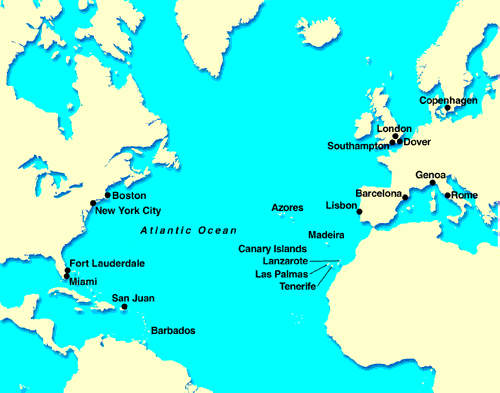 Copenhagen
London
Southampton
Dover
Genoa
Boston
Barcelona
Rome
New York City
Azores
Lisbon
Atlantic Ocean
Madeira
Canary Islands
Fort Lauderdale
Lanzarote
Las Palmas
Miami
Tenerife
San Juan
Barbados